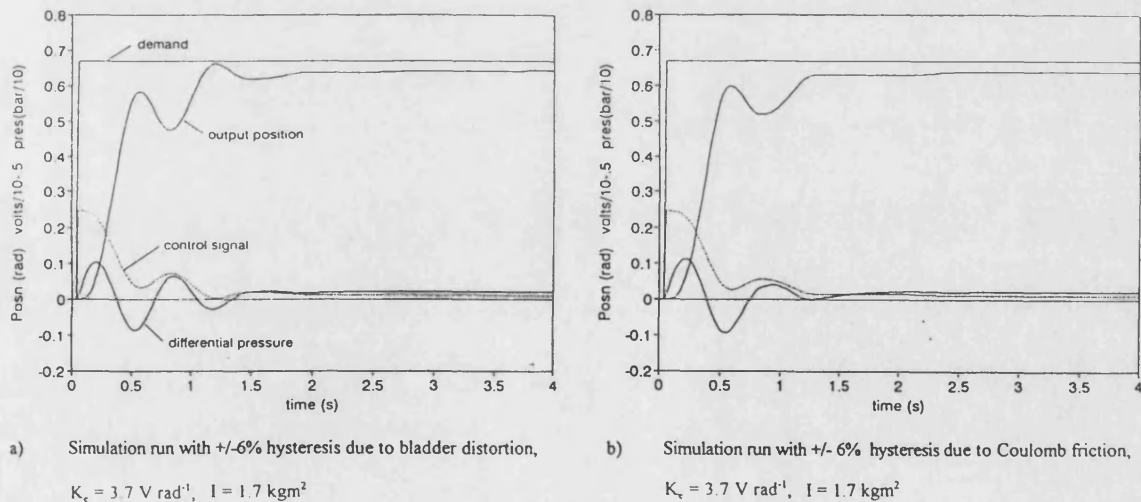 0.8
0.7
0.6
0.5
0.4
0.3
0.2
0.1
0
-0.1
-0.2
Posn (rad) volts/10-.5 pres(bar/10)
demand
output position
control signal
differential pressure
0 0.5 1 1.5 2 2.5 3 3.5 4
time (s)
a) Simulation run with +/-6% hysteresis due to bladder distortion,
Kε = 3.7 V rad⁻¹, I = 1.7 kgm²
0.8
0.7
0.6
0.5
0.4
0.3
0.2
0.1
0
-0.1
-0.2
Posn (rad) volts/10-.5 pres(bar/10)
0 0.5 1 1.5 2 2.5 3 3.5 4
time (s)
b) Simulation run with +/- 6% hysteresis due to Coulomb friction,
Kε = 3.7 V rad⁻¹, I = 1.7 kgm²